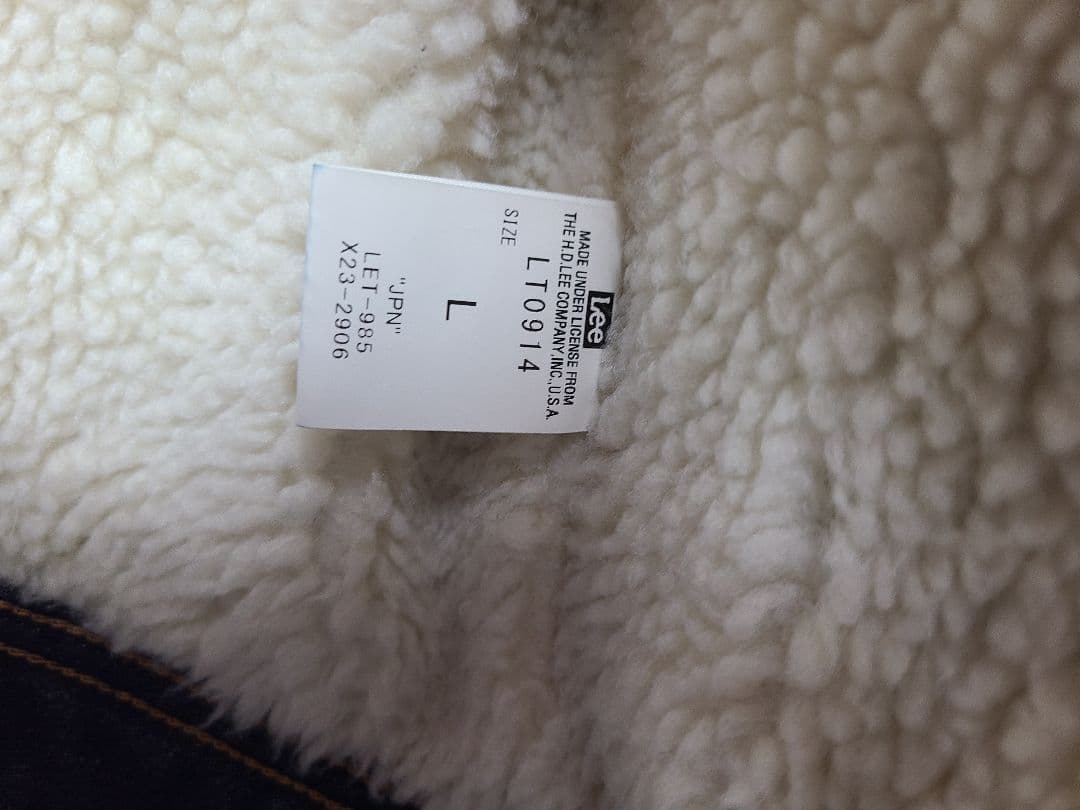 Lee
MADE UNDER LICENSE FROM
THE H.D.LEE COMPANY,INC.,U.S.A.
LT0914
SIZE
L
"JPN"
LET-985
X23-2906